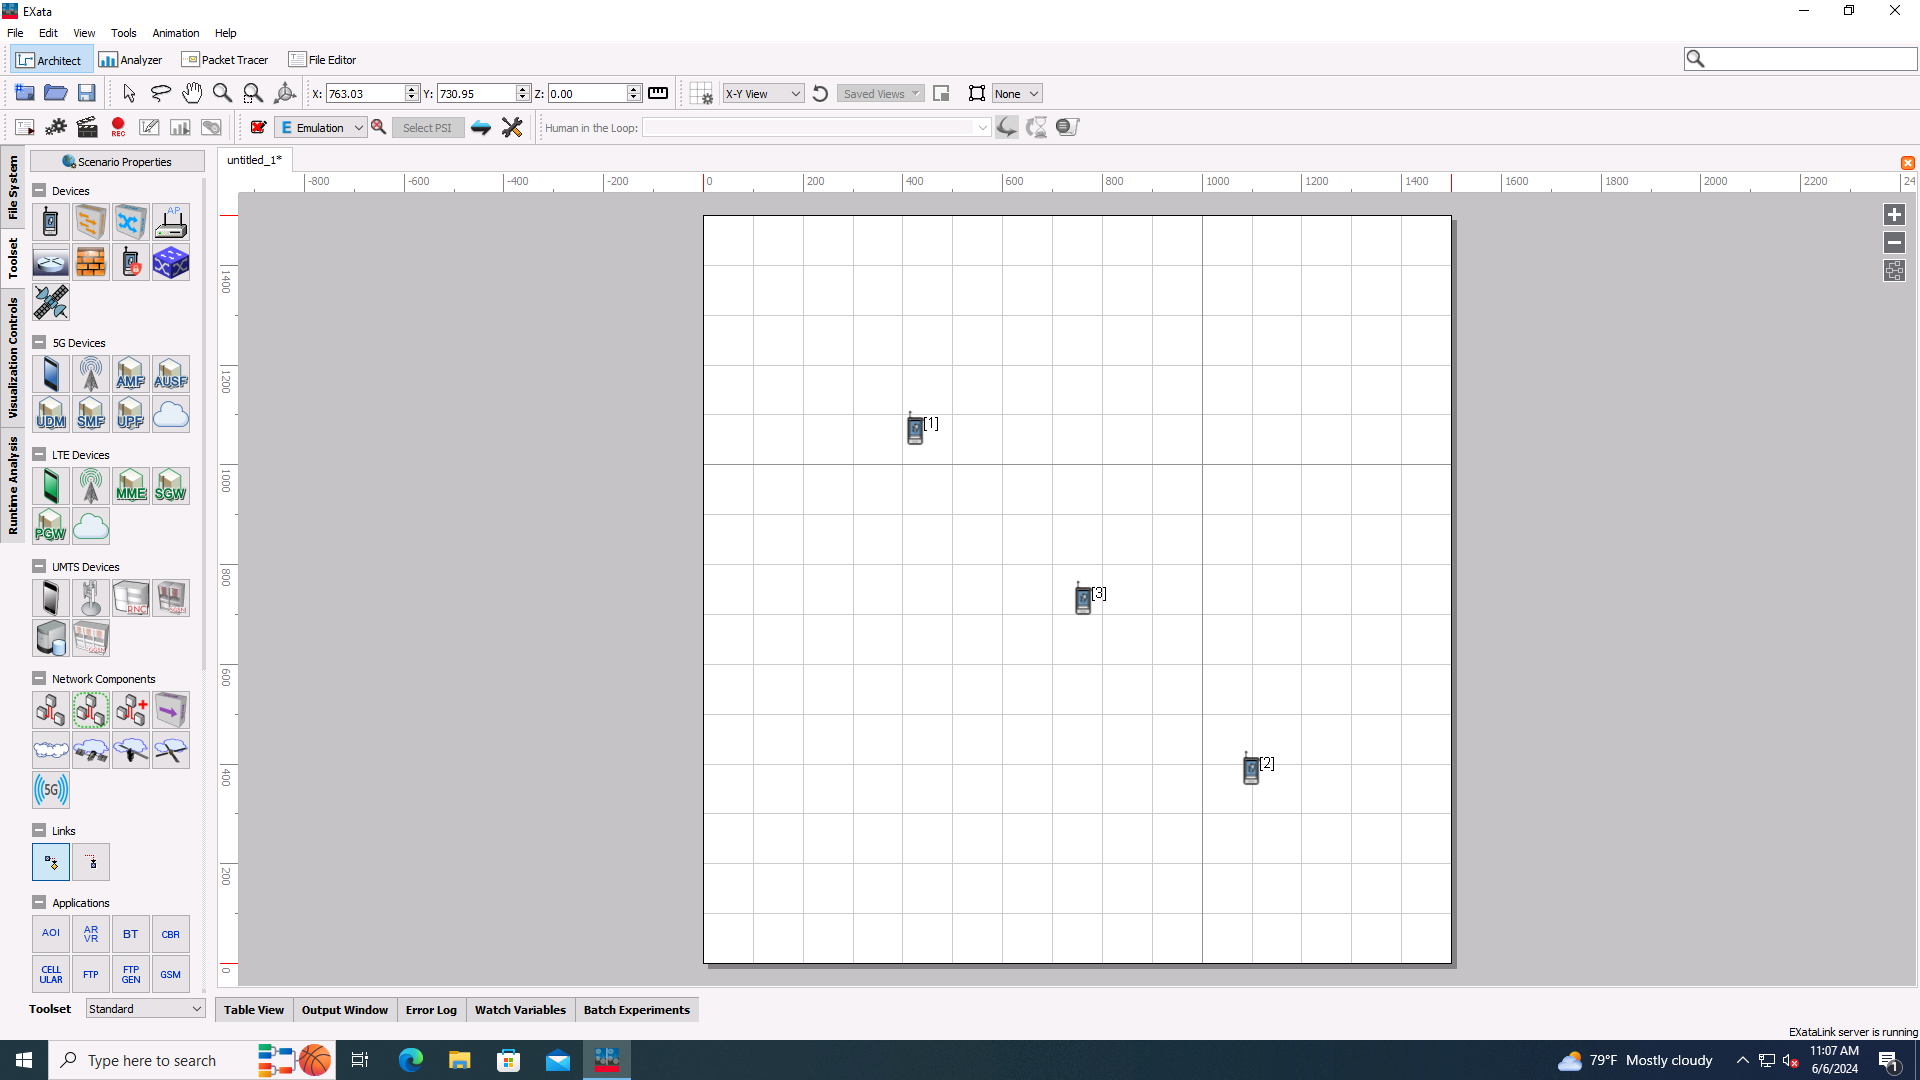 EXata
File Edit View Tools Animation Help
Architect Analyzer Packet Tracer File Editor
X: 763.03 Y: 730.95 Z: 0.00 X-Y View Saved Views None
REC E Emulation Select PSI Human in the Loop:
File System
Toolset
Visualization Controls
Runtime Analysis
Scenario Properties
untitled_1*
-800 -600 -400 -200 0 200 400 600 800 1000 1200 1400 1600 1800 2000 2200 24
1400
1200
1000
800
600
400
200
0
Devices
AP
5G Devices
AMF AUSF
UDM SMF UPF
LTE Devices
MME SGW
PGW
UMTS Devices
RNC SGSN
GGSN
Network Components
5G
Links
Applications
AOI AR VR BT CBR
CELL ULAR FTP FTP GEN GSM
[1]
[3]
[2]
Toolset Standard
Table View Output Window Error Log Watch Variables Batch Experiments
EXataLink server is running
Type here to search
79°F Mostly cloudy
11:07 AM
6/6/2024
1